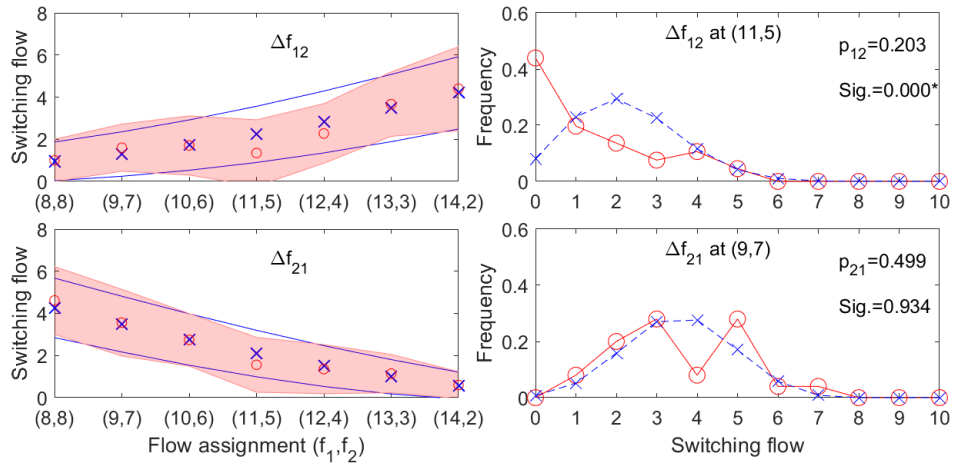 Δf12
Switching flow
8
6
4
2
0
(8,8) (9,7) (10,6) (11,5) (12,4) (13,3) (14,2)
Δf12 at (11,5)
p12=0.203
Sig.=0.000*
Frequency
0.6
0.4
0.2
0
0 1 2 3 4 5 6 7 8 9 10
Δf21
Switching flow
8
6
4
2
0
(8,8) (9,7) (10,6) (11,5) (12,4) (13,3) (14,2)
Flow assignment (f1,f2)
Δf21 at (9,7)
p21=0.499
Sig.=0.934
Frequency
0.6
0.4
0.2
0
0 1 2 3 4 5 6 7 8 9 10
Switching flow